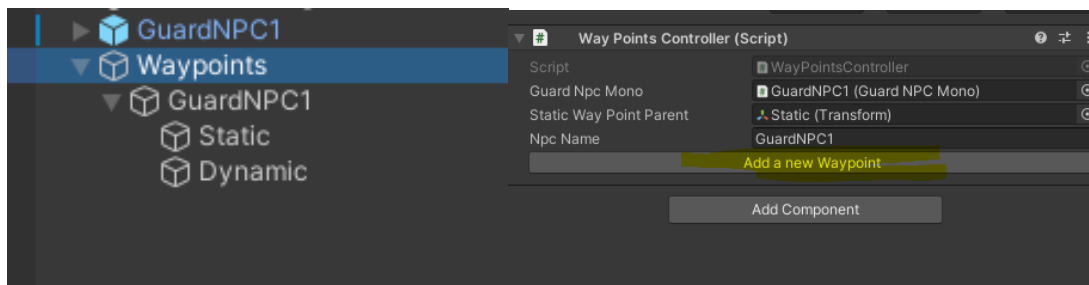 GuardNPC1
Waypoints
GuardNPC1
Static
Dynamic
# Way Points Controller (Script)
Script WayPointsController
Guard Npc Mono GuardNPC1 (Guard NPC Mono)
Static Way Point Parent Static (Transform)
Npc Name GuardNPC1
Add a new Waypoint
Add Component